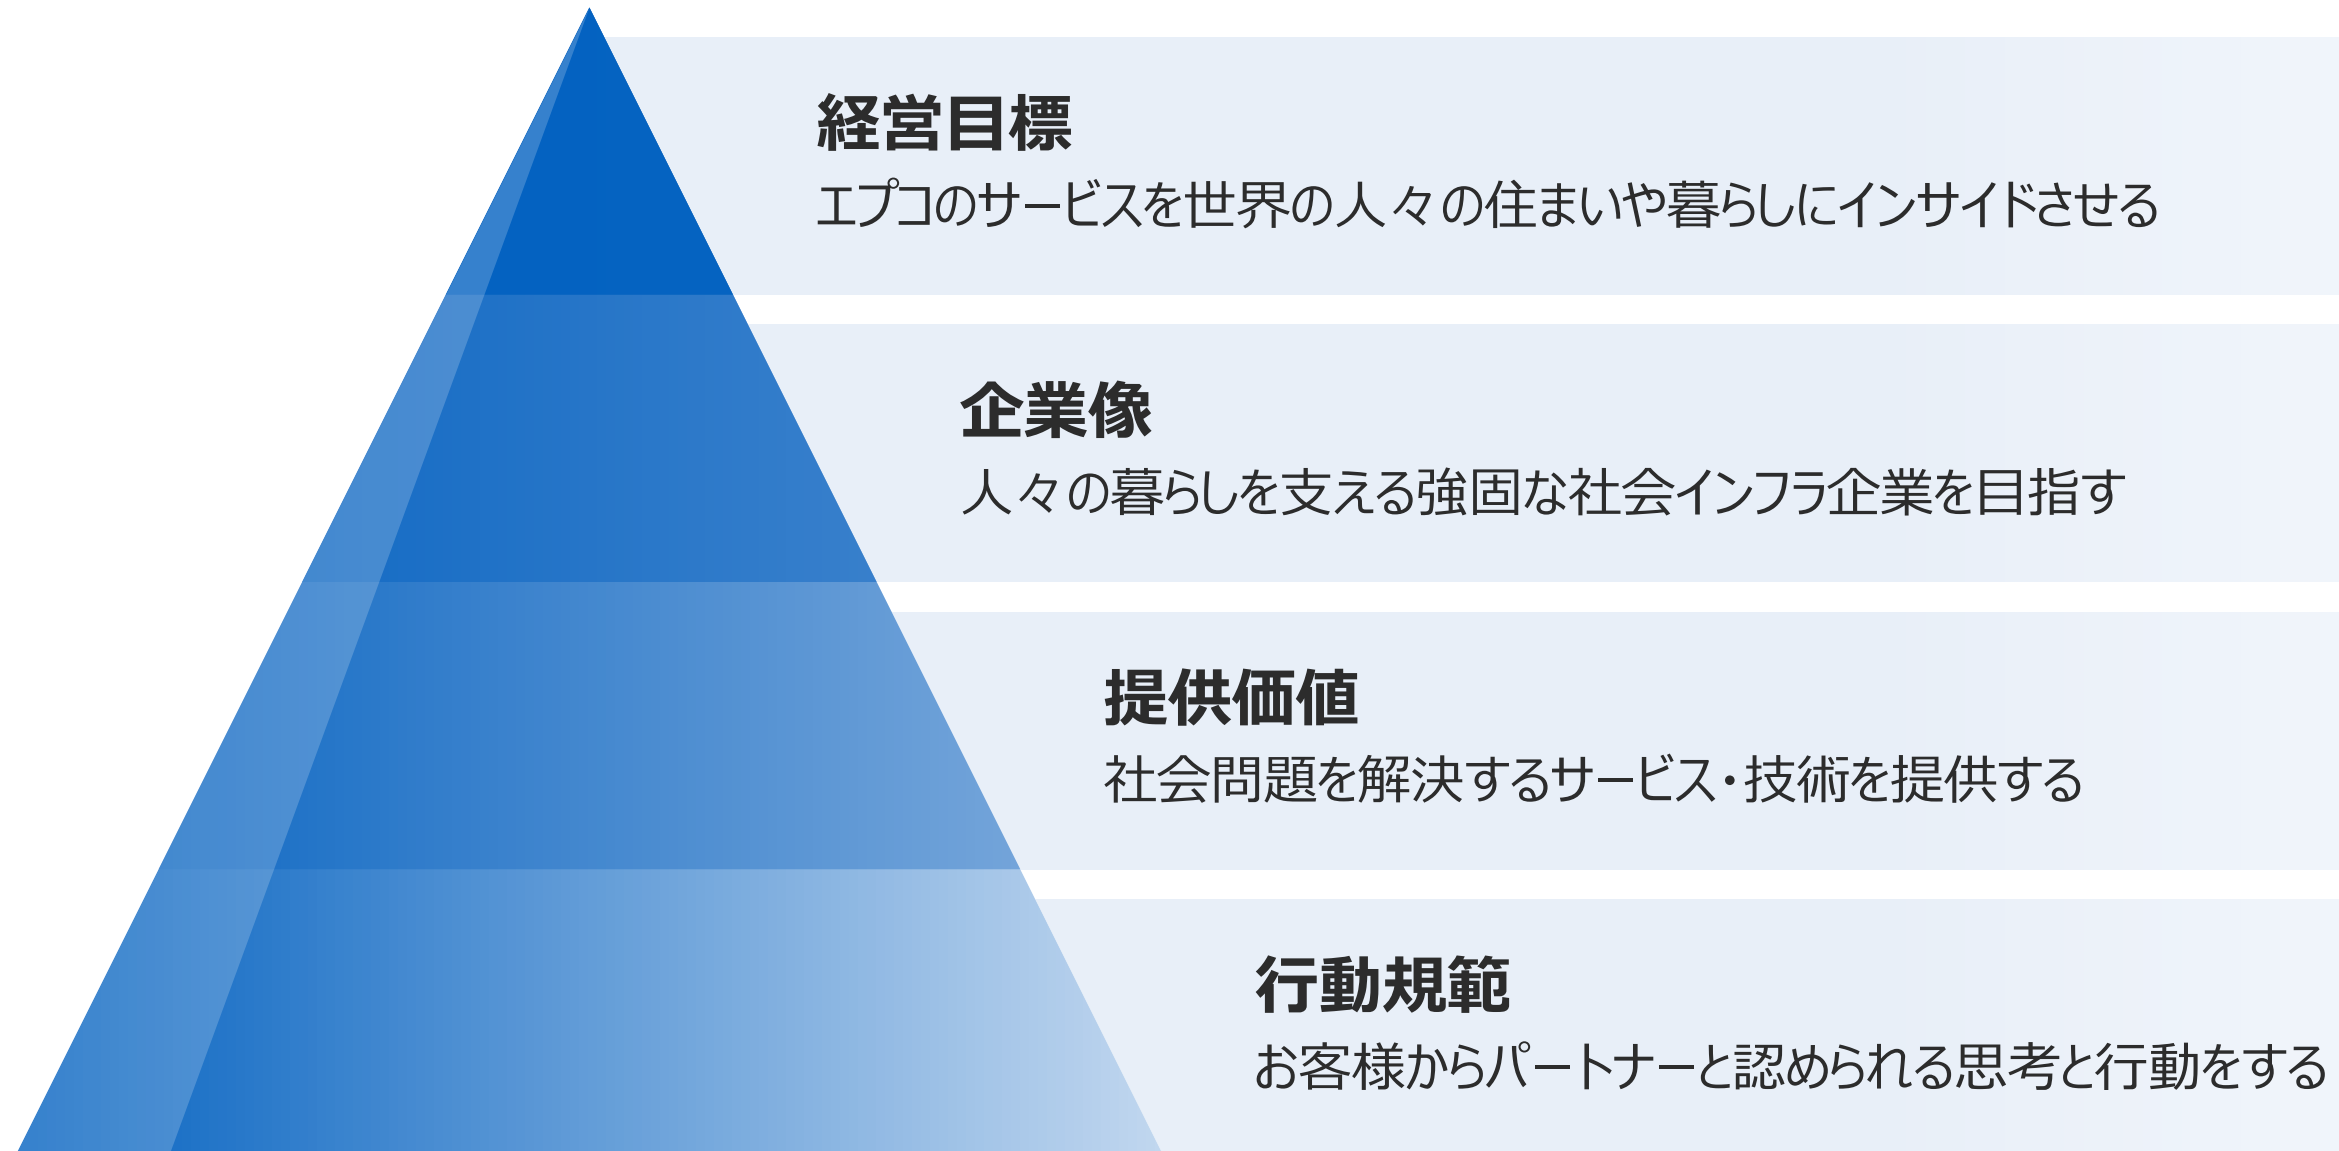 経営目標
エプコのサービスを世界の人々の住まいや暮らしにインサイドさせる
企業像
人々の暮らしを支える強固な社会インフラ企業を目指す
提供価値
社会問題を解決するサービス・技術を提供する
行動規範
お客様からパートナーと認められる思考と行動をする